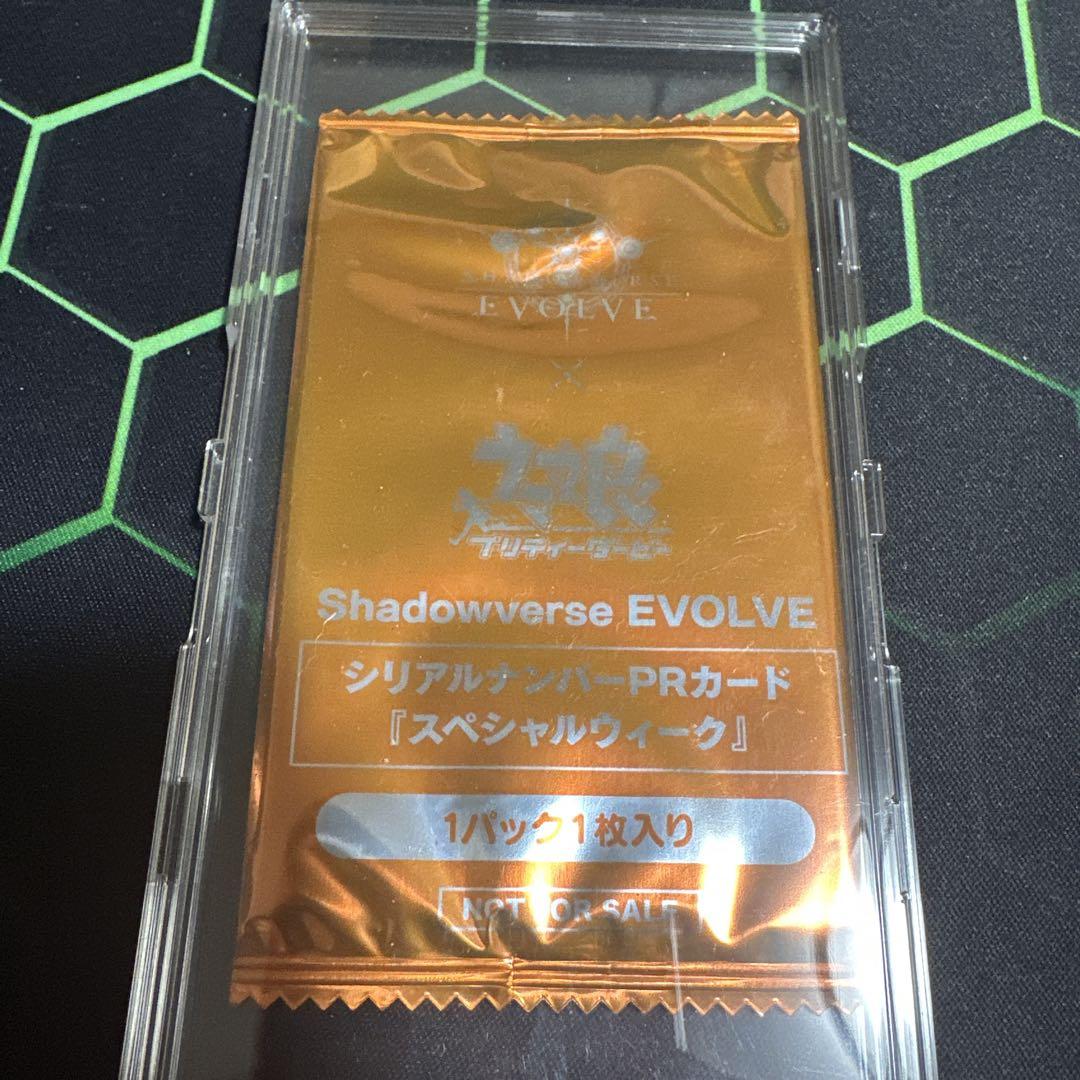 SHADOWVERSE
EVOLVE
×
ウマ娘
プリティーダービー
Shadowverse EVOLVE
シリアルナンバーPRカード
『スペシャルウィーク』
1パック1枚入り
NOT FOR SALE